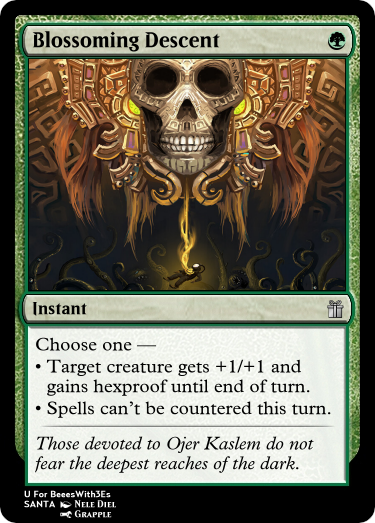 Blossoming Descent
Instant
Choose one —
• Target creature gets +1/+1 and
gains hexproof until end of turn.
• Spells can't be countered this turn.
Those devoted to Ojer Kaslem do not
fear the deepest reaches of the dark.
U For BeeesWith3Es
SANTA Nele Diel
Grapple